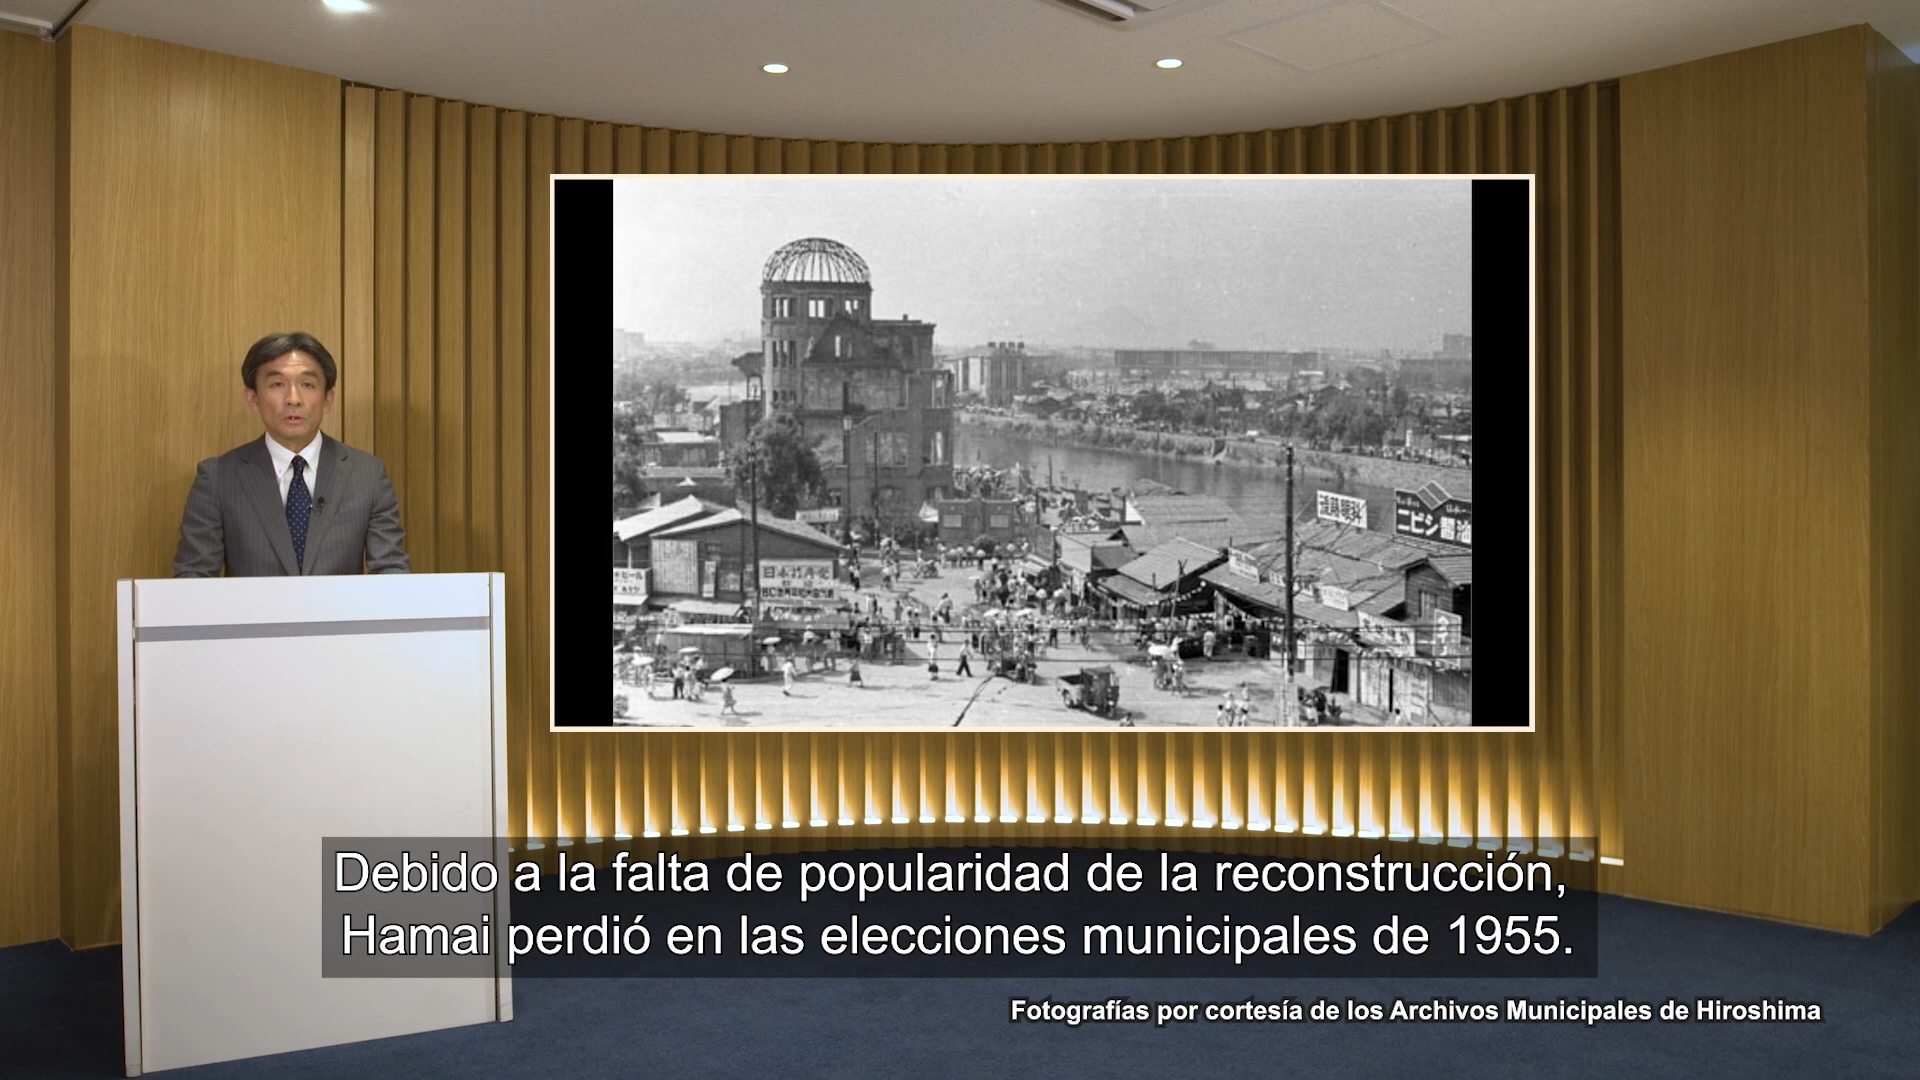 ニビシ醤油
Debido a la falta de popularidad de la reconstrucción,
Hamai perdió en las elecciones municipales de 1955.
Fotografías por cortesía de los Archivos Municipales de Hiroshima